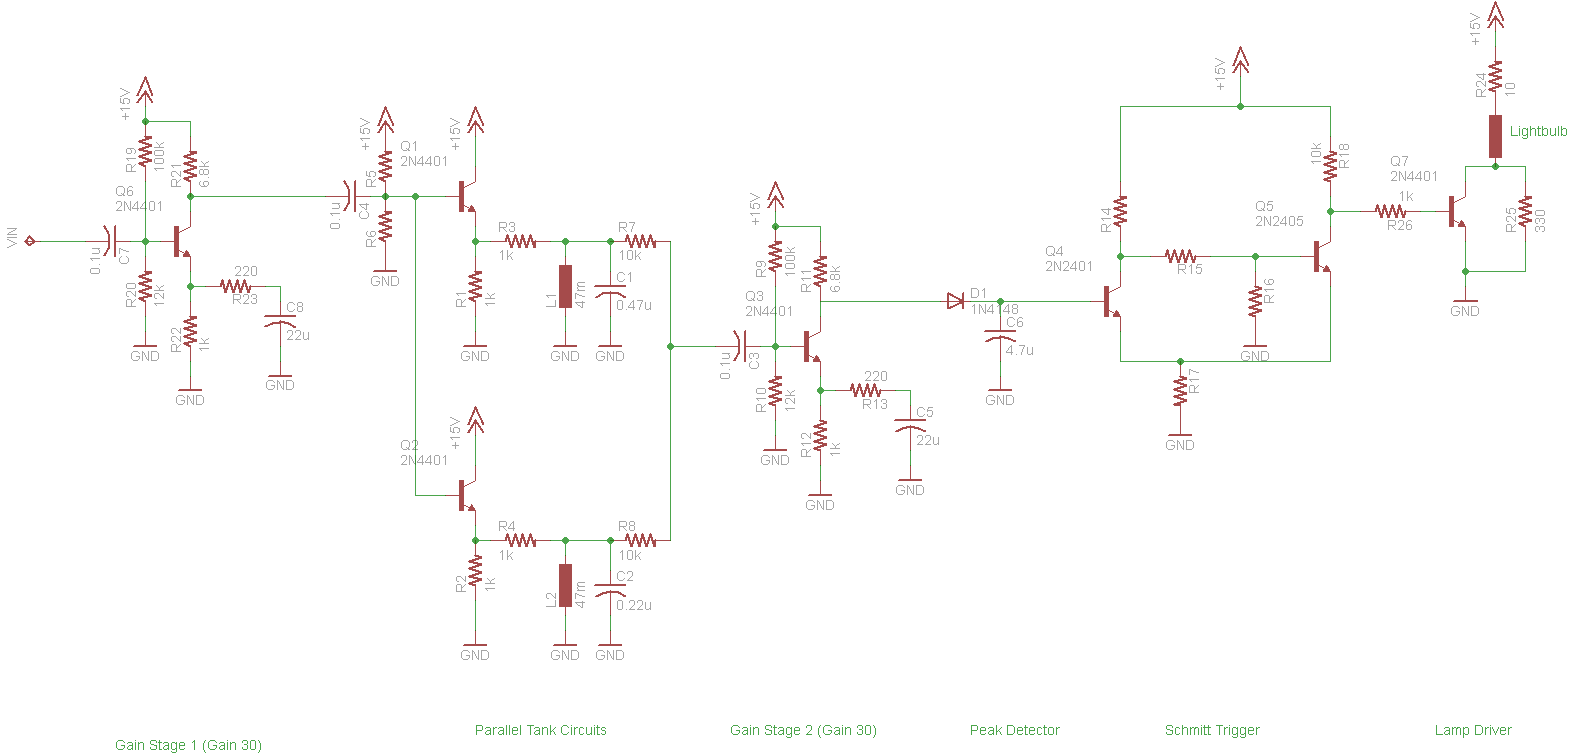 VIN
0.1u
C7
+15V
R19
100k
R21
6.8k
Q6
2N4401
R20
12k
GND
220
R23
R22
1k
GND
C8
22u
GND
0.1u
C4
+15V
R5
R6
GND
Q1
2N4401
+15V
R3
1k
R1
1k
GND
L1
47m
GND
C1
0.47u
GND
R7
10k
Q2
2N4401
+15V
R4
1k
R2
1k
GND
L2
47m
GND
C2
0.22u
GND
R8
10k
0.1u
C3
+15V
R9
100k
R11
6.8k
Q3
2N4401
R10
12k
GND
220
R13
R12
1k
GND
C5
22u
GND
D1
1N4148
C6
4.7u
GND
+15V
R14
Q4
2N2401
R15
R16
GND
R17
GND
Q5
2N2405
10k
R18
1k
R26
Q7
2N4401
+15V
R24
10
Lightbulb
R25
330
GND
Gain Stage 1 (Gain 30)
Parallel Tank Circuits
Gain Stage 2 (Gain 30)
Peak Detector
Schmitt Trigger
Lamp Driver